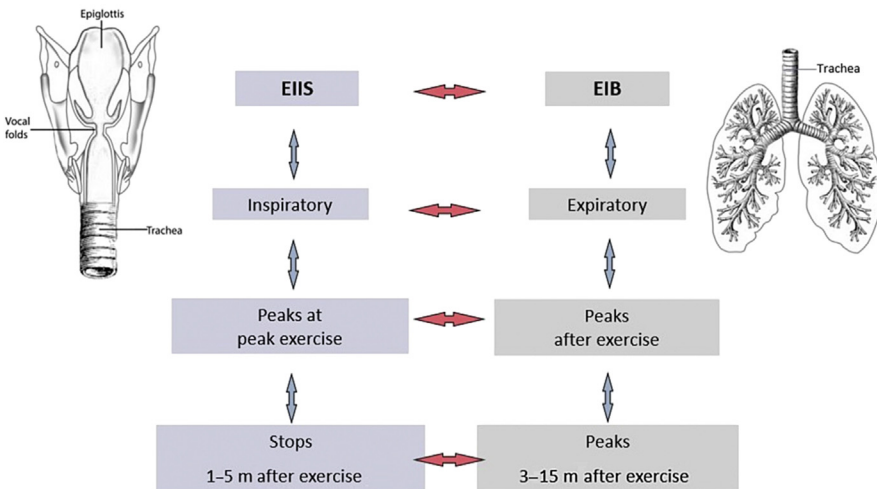 Epiglottis
Vocal
folds
Trachea
EIIS
EIB
Trachea
Inspiratory
Expiratory
Peaks at
peak exercise
Peaks
after exercise
Stops
1–5 m after exercise
Peaks
3–15 m after exercise